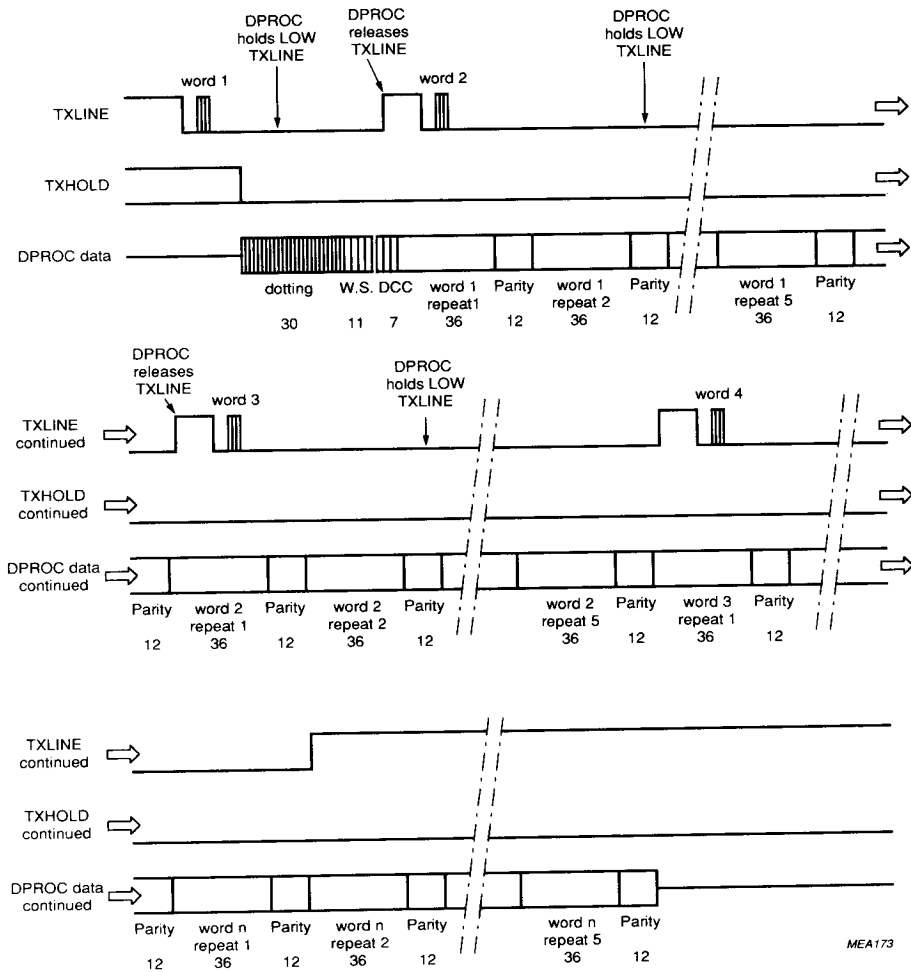 DPROC
holds LOW
TXLINE
DPROC
releases
TXLINE
DPROC
holds LOW
TXLINE
word 1
word 2
TXLINE
TXHOLD
DPROC data
dotting
W.S. DCC
word 1
repeat1
Parity
word 1
repeat 2
Parity
word 1
repeat 5
Parity
30
11
7
36
12
36
12
36
12
DPROC
releases
TXLINE
word 3
DPROC
holds LOW
TXLINE
word 4
TXLINE
continued
TXHOLD
continued
DPROC data
continued
Parity
word 2
repeat 1
Parity
word 2
repeat 2
Parity
word 2
repeat 5
Parity
word 3
repeat 1
Parity
12
36
12
36
12
36
12
36
12
TXLINE
continued
TXHOLD
continued
DPROC data
continued
Parity
word n
repeat 1
Parity
word n
repeat 2
Parity
word n
repeat 5
Parity
12
36
12
36
12
36
12
MEA173